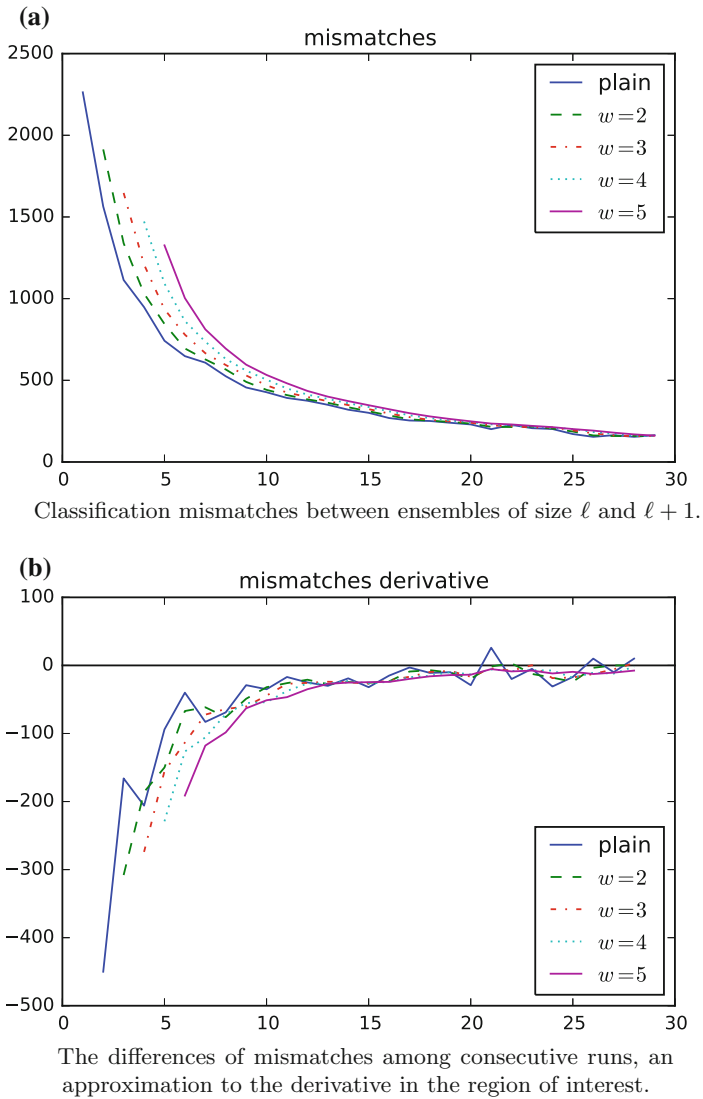 (a)
mismatches
2500
2000
1500
1000
500
0
plain
w=2
w=3
w=4
w=5
0 5 10 15 20 25 30
Classification mismatches between ensembles of size ℓ and ℓ + 1.
(b)
mismatches derivative
100
0
−100
−200
−300
−400
−500
plain
w=2
w=3
w=4
w=5
0 5 10 15 20 25 30
The differences of mismatches among consecutive runs, an
approximation to the derivative in the region of interest.